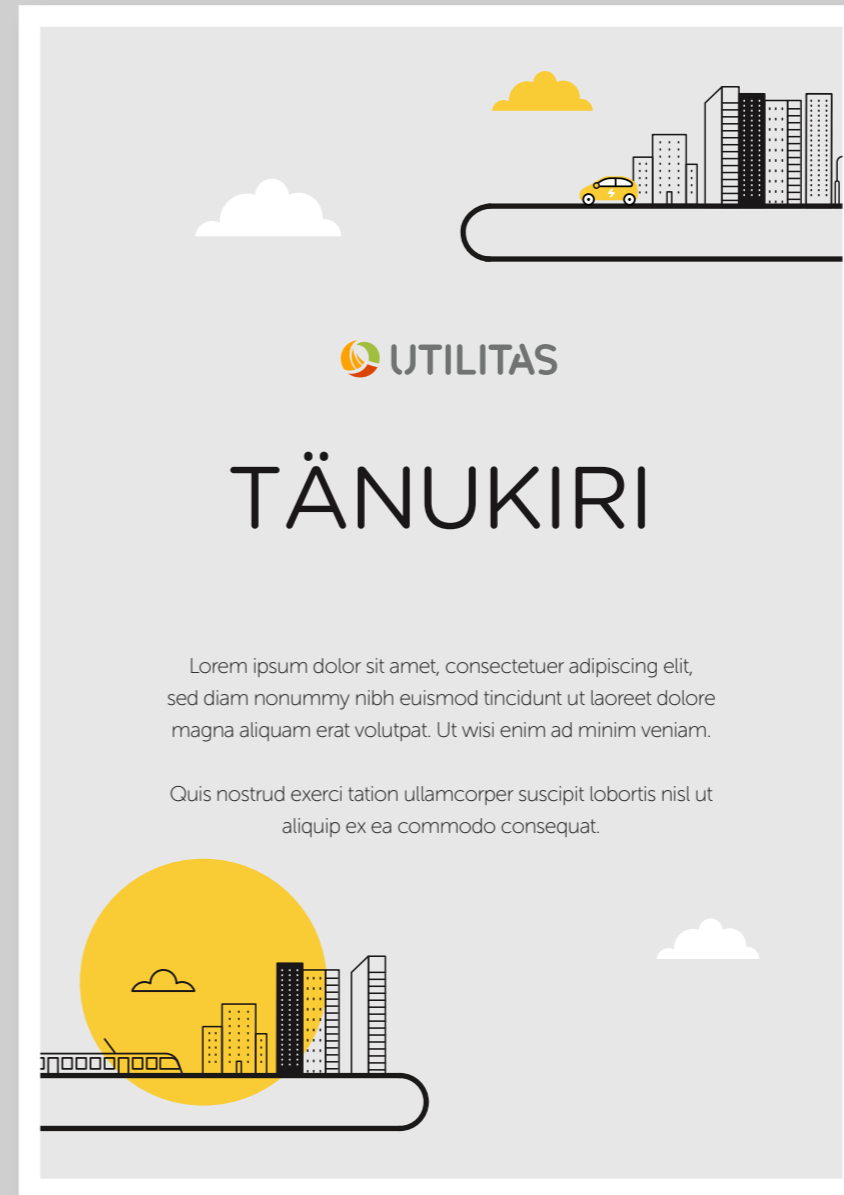 UTILITAS
TÄNUKIRI
Lorem ipsum dolor sit amet, consectetuer adipiscing elit,
sed diam nonummy nibh euismod tincidunt ut laoreet dolore
magna aliquam erat volutpat. Ut wisi enim ad minim veniam.
Quis nostrud exerci tation ullamcorper suscipit lobortis nisl ut
aliquip ex ea commodo consequat.